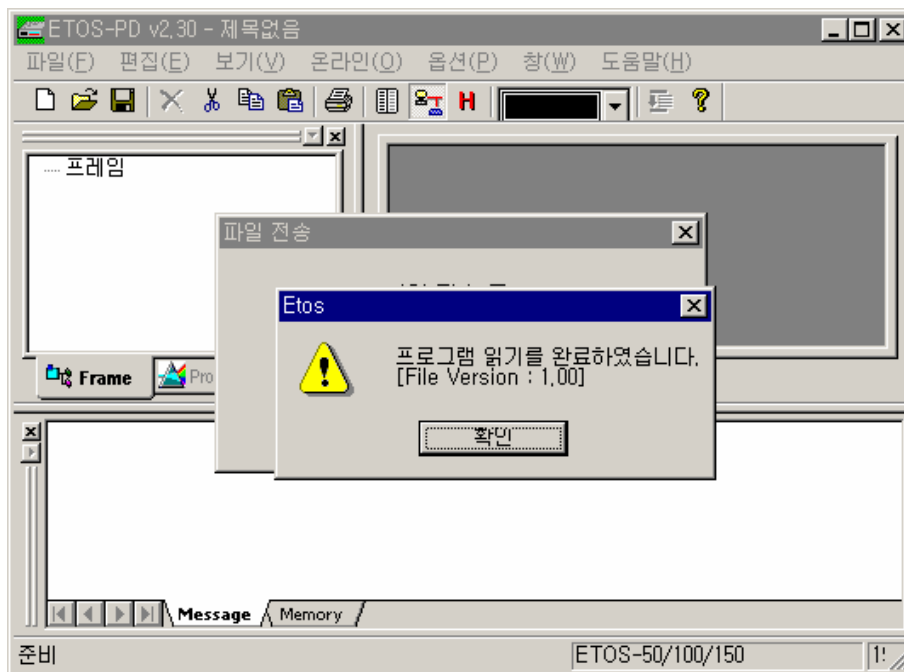 ETOS-PD v2,30 - 제목없음
파일(F) 편집(E) 보기(V) 온라인(O) 옵션(P) 창(W) 도움말(H)
H
프레임
파일 전송
Etos
프로그램 읽기를 완료하였습니다.
[File Version : 1,00]
확인
Frame Pro
Message Memory
준비 ETOS-50/100/150